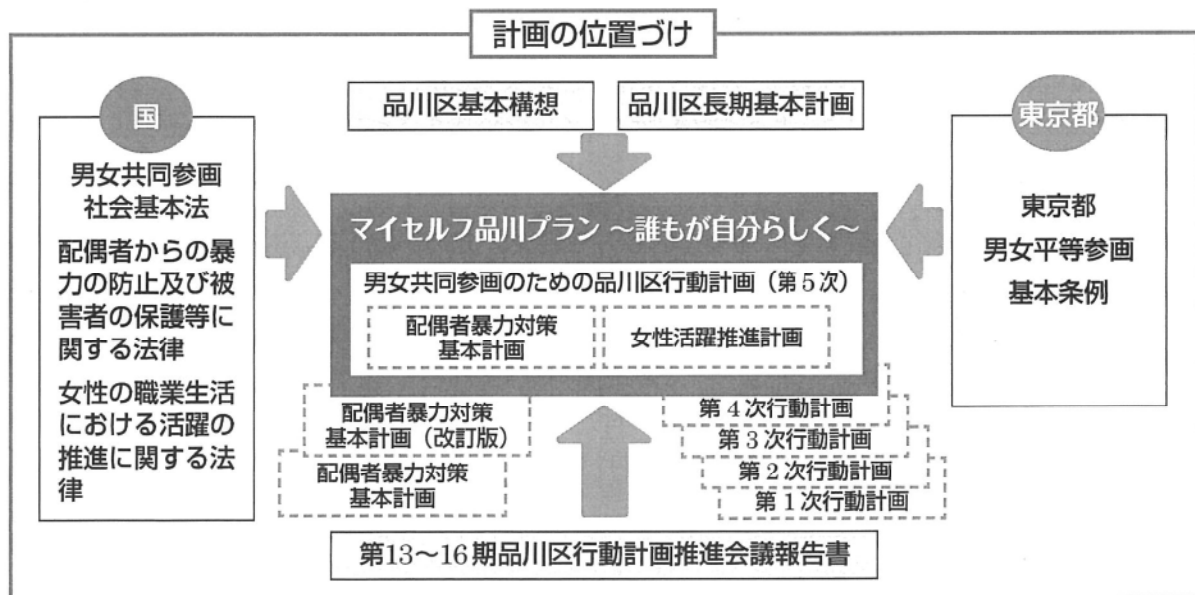 計画の位置づけ
国
男女共同参画
社会基本法
配偶者からの暴
力の防止及び被
害者の保護等に
関する法律
女性の職業生活
における活躍の
推進に関する法
律
品川区基本構想
品川区長期基本計画
東京都
東京都
男女平等参画
基本条例
マイセルフ品川プラン ～誰もが自分らしく～
男女共同参画のための品川区行動計画（第５次）
配偶者暴力対策
基本計画
女性活躍推進計画
配偶者暴力対策
基本計画（改訂版）
配偶者暴力対策
基本計画
第４次行動計画
第３次行動計画
第２次行動計画
第１次行動計画
第13～16期品川区行動計画推進会議報告書